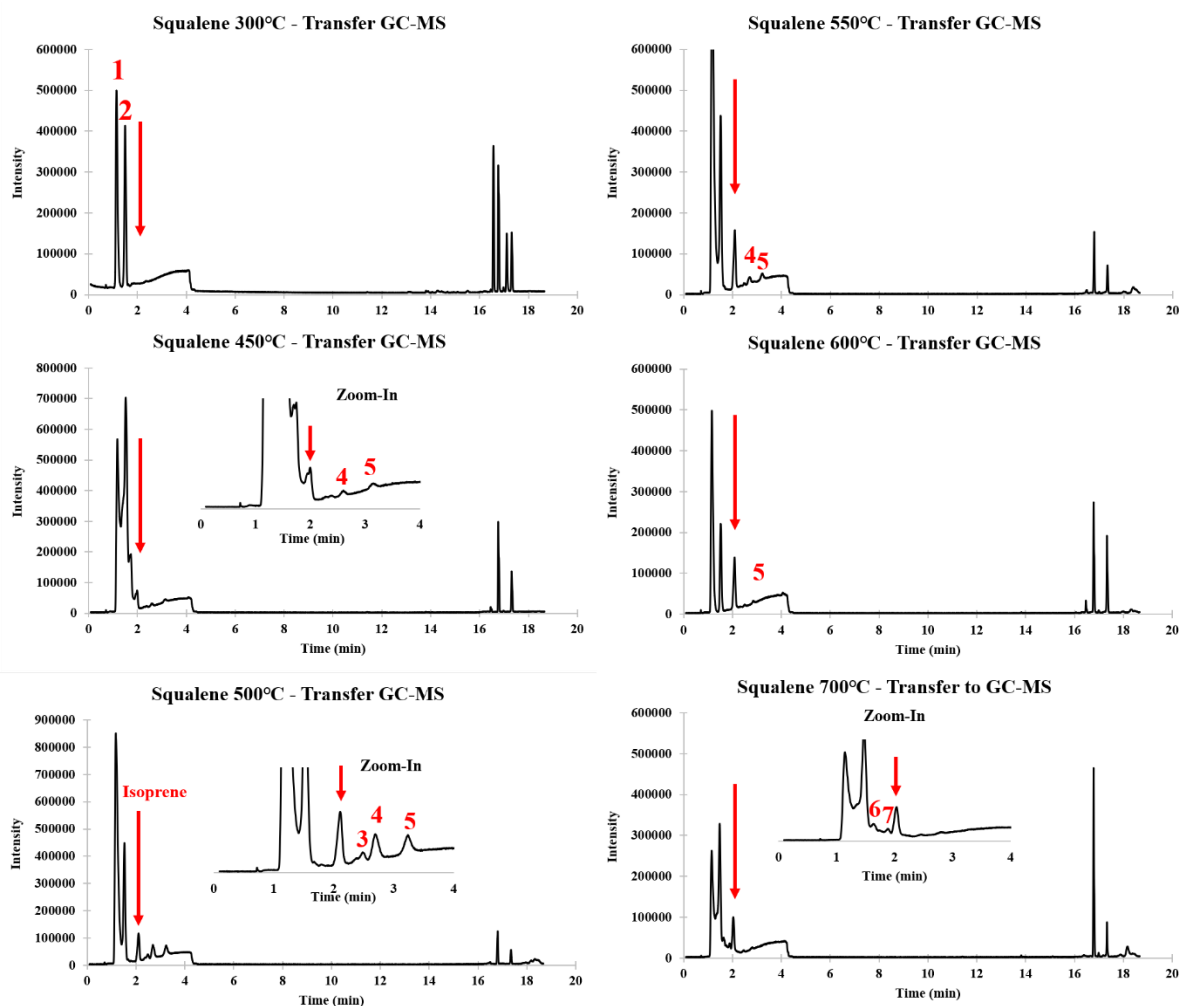 Squalene 300°C - Transfer GC-MS
600000
500000
400000
300000
200000
100000
0
Intensity
1
2
0 2 4 6 8 10 12 14 16 18 20
Time (min)
Squalene 550°C - Transfer GC-MS
600000
500000
400000
300000
200000
100000
0
Intensity
4
5
0 2 4 6 8 10 12 14 16 18 20
Time (min)
Squalene 450°C - Transfer GC-MS
800000
700000
600000
500000
400000
300000
200000
100000
0
Intensity
Zoom-In
4
5
0 1 2 3 4
Time (min)
0 2 4 6 8 10 12 14 16 18 20
Time (min)
Squalene 600°C - Transfer GC-MS
600000
500000
400000
300000
200000
100000
0
Intensity
5
0 2 4 6 8 10 12 14 16 18 20
Time (min)
Squalene 500°C - Transfer GC-MS
900000
800000
700000
600000
500000
400000
300000
200000
100000
0
Intensity
Isoprene
Zoom-In
3
4
5
0 1 2 3 4
Time (min)
0 2 4 6 8 10 12 14 16 18 20
Time (min)
Squalene 700°C - Transfer to GC-MS
600000
500000
400000
300000
200000
100000
0
Intensity
Zoom-In
6
7
0 1 2 3 4
Time (min)
0 2 4 6 8 10 12 14 16 18 20
Time (min)